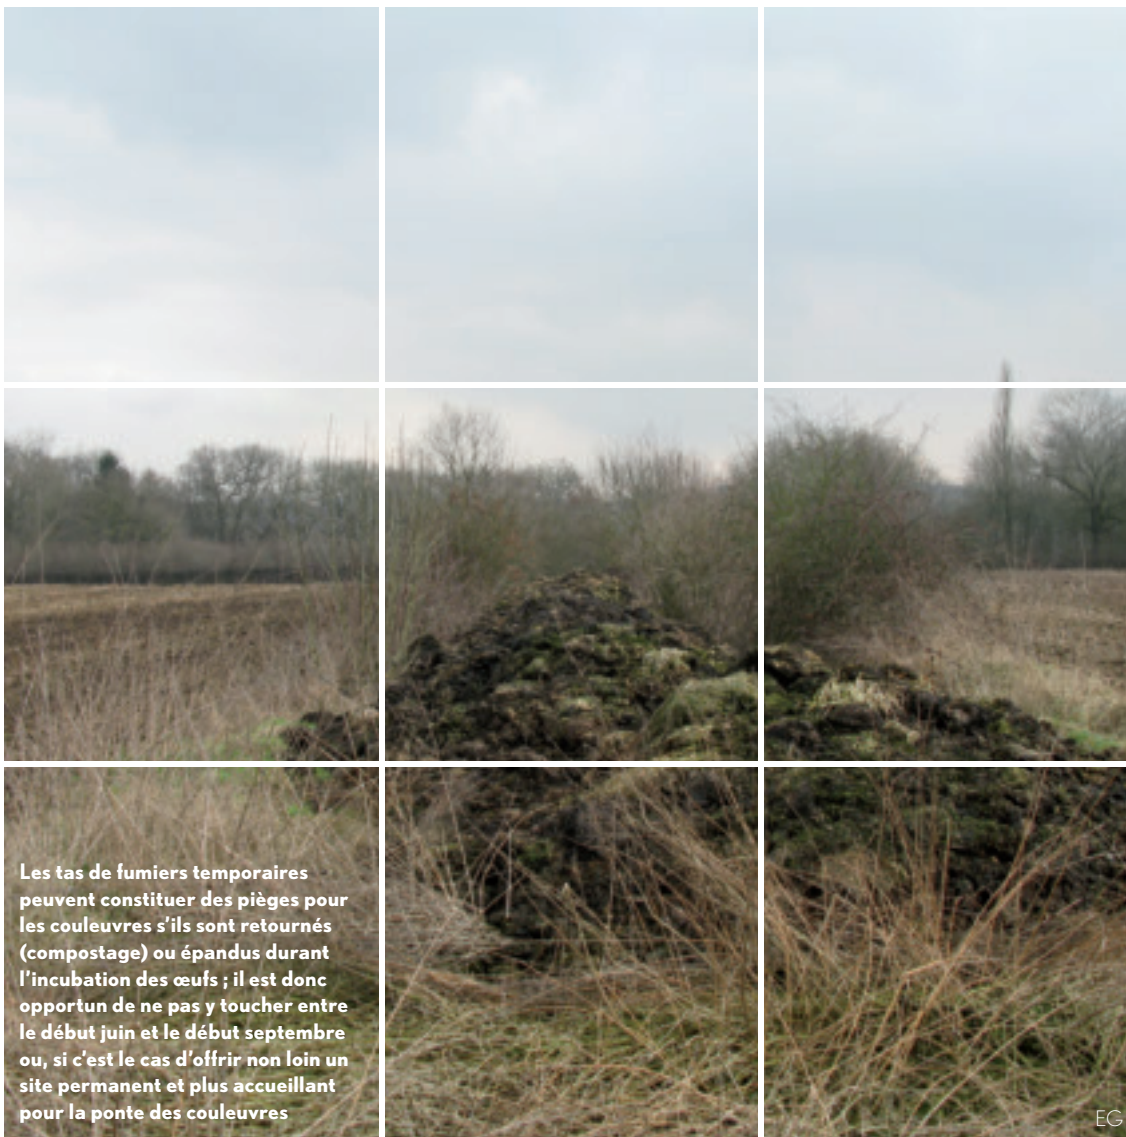 Les tas de fumiers temporaires
peuvent constituer des pièges pour
les couleuvres s'ils sont retournés
(compostage) ou épandus durant
l'incubation des œufs ; il est donc
opportun de ne pas y toucher entre
le début juin et le début septembre
ou, si c'est le cas d'offrir non loin un
site permanent et plus accueillant
pour la ponte des couleuvres
EG